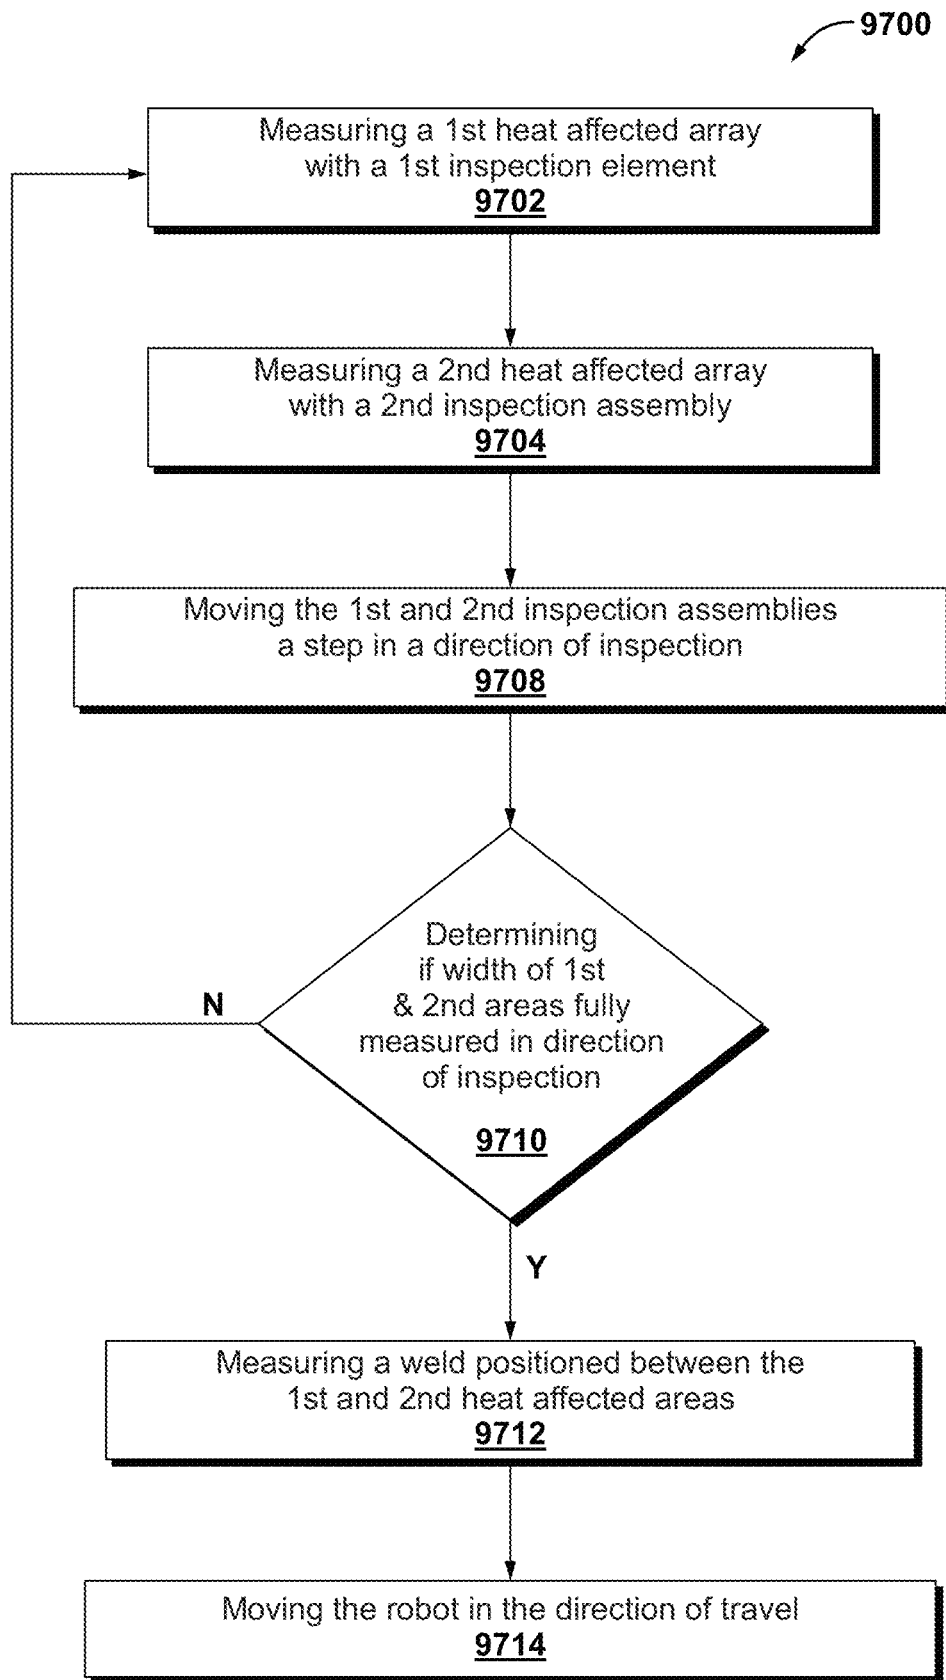 9700
Measuring a 1st heat affected array
with a 1st inspection element
9702
Measuring a 2nd heat affected array
with a 2nd inspection assembly
9704
Moving the 1st and 2nd inspection assemblies
a step in a direction of inspection
9708
Determining
if width of 1st
& 2nd areas fully
measured in direction
of inspection
9710
N
Y
Measuring a weld positioned between the
1st and 2nd heat affected areas
9712
Moving the robot in the direction of travel
9714